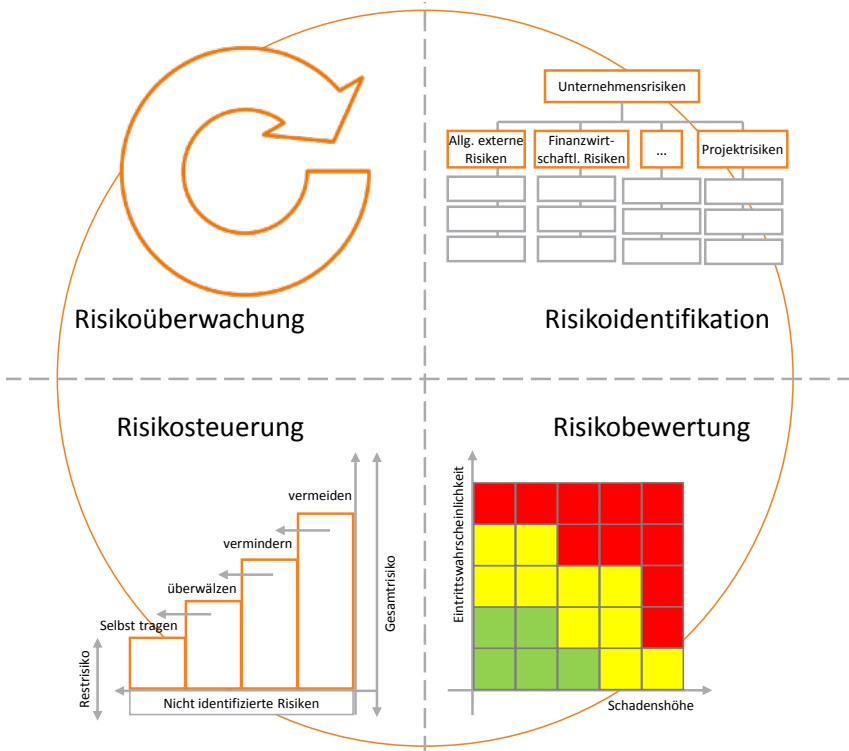 Unternehmensrisiken
Allg. externe
Risiken
Finanzwirt-
schaftl. Risiken
...
Projektrisiken
Risikoüberwachung
Risikoidentifikation
Risikosteuerung
Risikobewertung
vermeiden
vermindern
überwälzen
Selbst tragen
Restrisiko
Gesamtrisiko
Nicht identifizierte Risiken
Eintrittswahrscheinlichkeit
Schadenshöhe